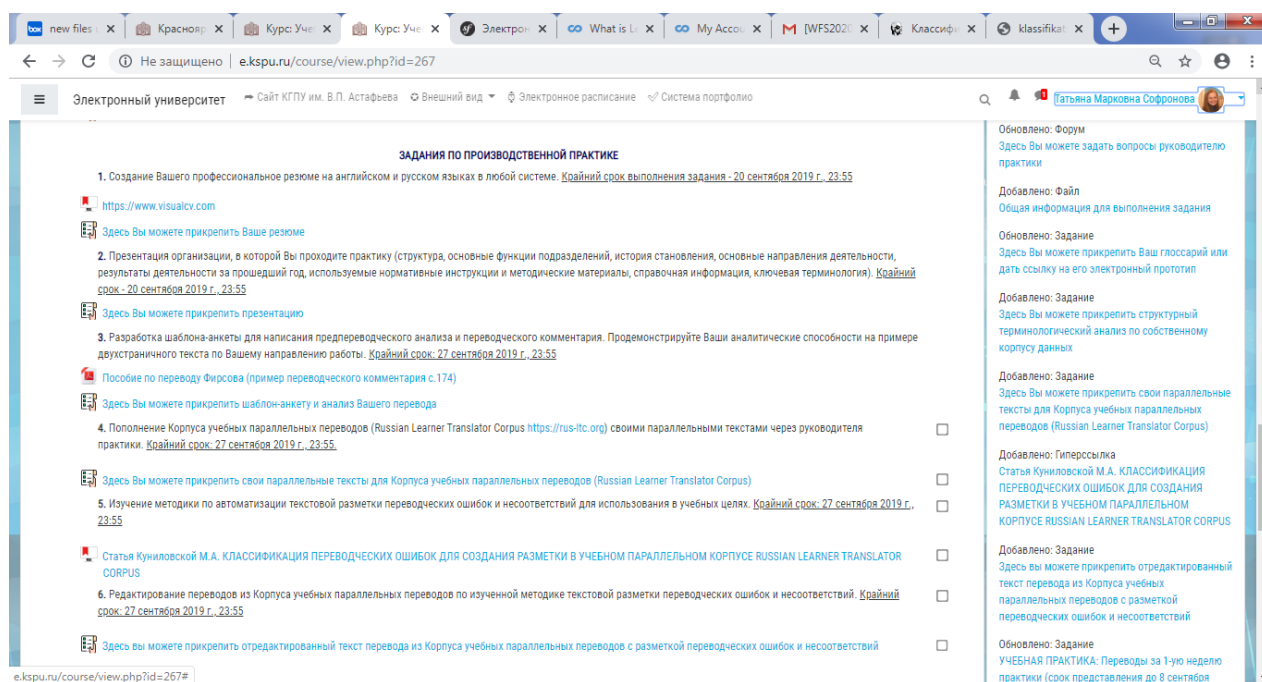 box new files
Краснояр
Курс: Учеб
Курс: Учеб
Электрон
What is L
My Accou
[WFS2020
Классифи
klassifikat
Не защищено | e.kspu.ru/course/view.php?id=267
Электронный университет
Сайт КГПУ им. В.П. Астафьева
Внешний вид
Электронное расписание
Система портфолио
1
Татьяна Марковна Софронова
ЗАДАНИЯ ПО ПРОИЗВОДСТВЕННОЙ ПРАКТИКЕ
1. Создание Вашего профессиональное резюме на английском и русском языках в любой системе. Крайний срок выполнения задания - 20 сентября 2019 г., 23:55
https://www.visualcv.com
Здесь Вы можете прикрепить Ваше резюме
2. Презентация организации, в которой Вы проходите практику (структура, основные функции подразделений, история становления, основные направления деятельности,
результаты деятельности за прошедший год, используемые нормативные инструкции и методические материалы, справочная информация, ключевая терминология). Крайний
срок - 20 сентября 2019 г., 23:55
Здесь Вы можете прикрепить презентацию
3. Разработка шаблона-анкеты для написания предпереводческого анализа и переводческого комментария. Продемонстрируйте Ваши аналитические способности на примере
двухстраничного текста по Вашему направлению работы. Крайний срок: 27 сентября 2019 г., 23:55
Пособие по переводу Фирсова (пример переводческого комментария с.174)
Здесь Вы можете прикрепить шаблон-анкету и анализ Вашего перевода
4. Пополнение Корпуса учебных параллельных переводов (Russian Learner Translator Corpus https://rus-ltc.org) своими параллельными текстами через руководителя
практики. Крайний срок: 27 сентября 2019 г., 23:55.
Здесь Вы можете прикрепить свои параллельные тексты для Корпуса учебных параллельных переводов (Russian Learner Translator Corpus)
5. Изучение методики по автоматизации текстовой разметки переводческих ошибок и несоответствий для использования в учебных целях. Крайний срок: 27 сентября 2019 г.,
23:55
Статья Куниловской М.А. КЛАССИФИКАЦИЯ ПЕРЕВОДЧЕСКИХ ОШИБОК ДЛЯ СОЗДАНИЯ РАЗМЕТКИ В УЧЕБНОМ ПАРАЛЛЕЛЬНОМ КОРПУСЕ RUSSIAN LEARNER TRANSLATOR
CORPUS
6. Редактирование переводов из Корпуса учебных параллельных переводов по изученной методике текстовой разметки переводческих ошибок и несоответствий. Крайний
срок: 27 сентября 2019 г., 23:55
Здесь вы можете прикрепить отредактированный текст перевода из Корпуса учебных параллельных переводов с разметкой переводческих ошибок и несоответствий
Обновлено: Форум
Здесь Вы можете задать вопросы руководителю
практики
Добавлено: Файл
Общая информация для выполнения задания
Обновлено: Задание
Здесь Вы можете прикрепить Ваш глоссарий или
дать ссылку на его электронный прототип
Добавлено: Задание
Здесь Вы можете прикрепить структурный
терминологический анализ по собственному
корпусу данных
Добавлено: Задание
Здесь Вы можете прикрепить свои параллельные
тексты для Корпуса учебных параллельных
переводов (Russian Learner Translator Corpus)
Добавлено: Гиперссылка
Статья Куниловской М.А. КЛАССИФИКАЦИЯ
ПЕРЕВОДЧЕСКИХ ОШИБОК ДЛЯ СОЗДАНИЯ
РАЗМЕТКИ В УЧЕБНОМ ПАРАЛЛЕЛЬНОМ
КОРПУСЕ RUSSIAN LEARNER TRANSLATOR CORPUS
Добавлено: Задание
Здесь вы можете прикрепить отредактированный
текст перевода из Корпуса учебных
параллельных переводов с разметкой
переводческих ошибок и несоответствий
Обновлено: Задание
УЧЕБНАЯ ПРАКТИКА: Переводы за 1-ую неделю
практики (срок представления до 8 сентября
e.kspu.ru/course/view.php?id=267#